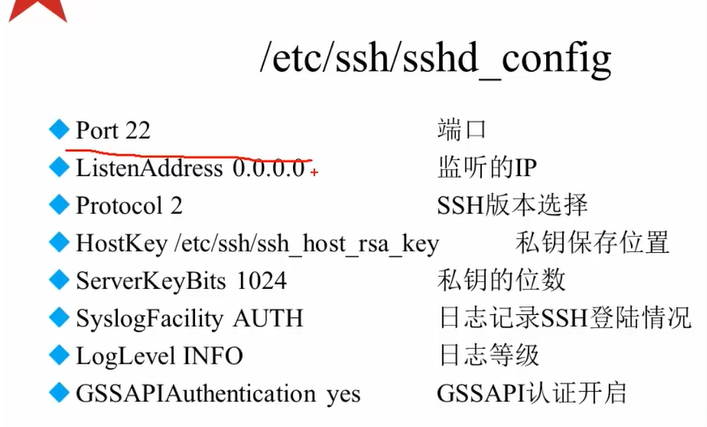 /etc/ssh/sshd_config
Port 22 端口
ListenAddress 0.0.0.0 监听的IP
Protocol 2 SSH版本选择
HostKey /etc/ssh/ssh_host_rsa_key 私钥保存位置
ServerKeyBits 1024 私钥的位数
SyslogFacility AUTH 日志记录SSH登陆情况
LogLevel INFO 日志等级
GSSAPIAuthentication yes GSSAPI认证开启